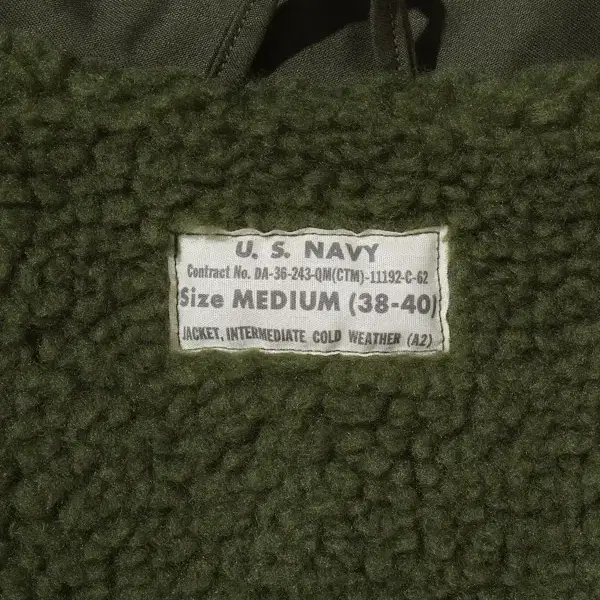 U. S. NAVY
Contract No. DA-36-243-QM(CTM)-11192-C-62
Size MEDIUM (38-40)
JACKET, INTERMEDIATE COLD WEATHER (A2)